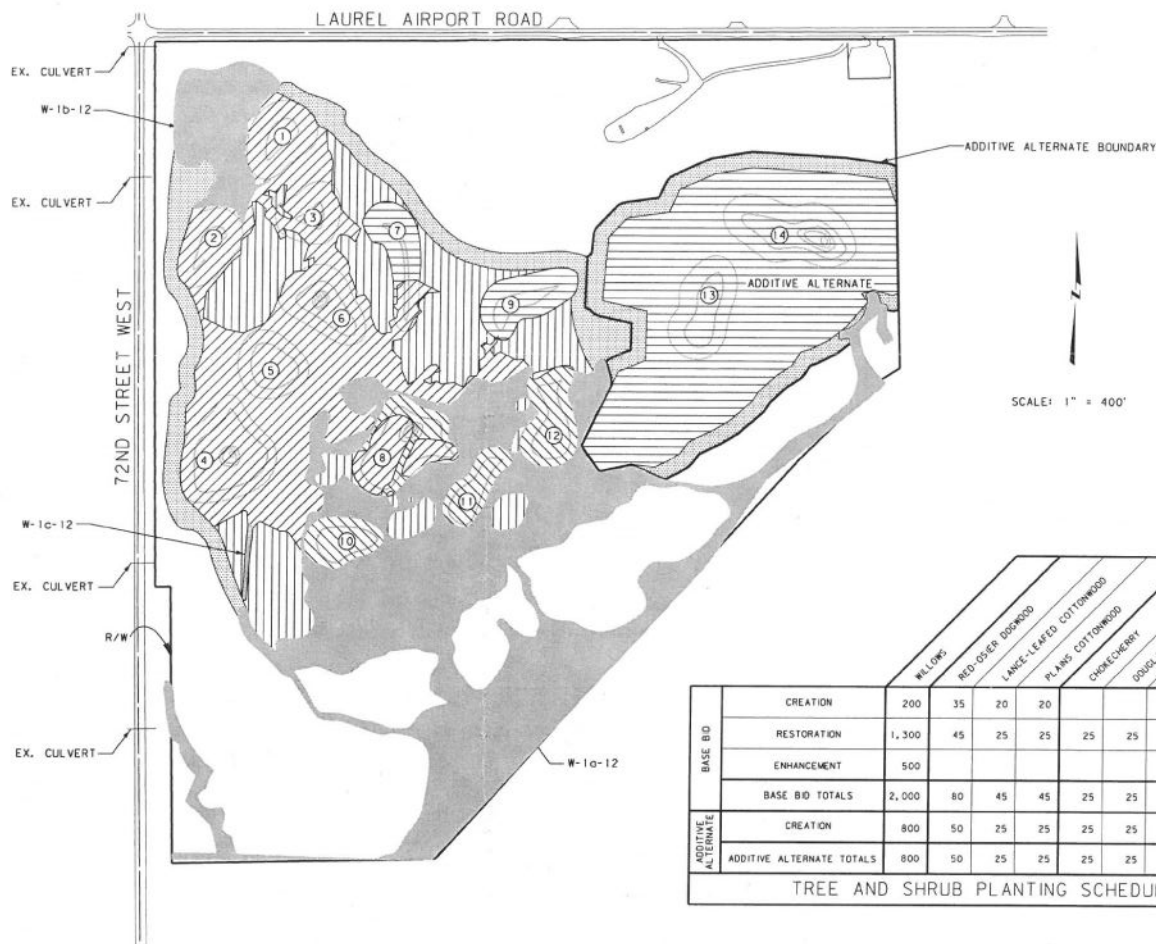 LAUREL AIRPORT ROAD
EX. CULVERT
W-1b-12
ADDITIVE ALTERNATE BOUNDARY
EX. CULVERT
1
2
3
7
14
13
ADDITIVE ALTERNATE
9
6
5
N
72ND STREET WEST
SCALE: 1" = 400'
4
8
12
11
10
W-1c-12
EX. CULVERT
R/W
EX. CULVERT
W-1a-12
WILLOWS
RED-OSIER DOGWOOD
LANCE-LEAFED COTTONWOOD
PLAINS COTTONWOOD
CHOKECHERRY
DOUGL
BASE BID
CREATION 200 35 20 20
RESTORATION 1,300 45 25 25 25 25
ENHANCEMENT 500
BASE BID TOTALS 2,000 80 45 45 25 25
ADDITIVE
ALTERNATE
CREATION 800 50 25 25 25 25
ADDITIVE ALTERNATE TOTALS 800 50 25 25 25 25
TREE AND SHRUB PLANTING SCHEDU